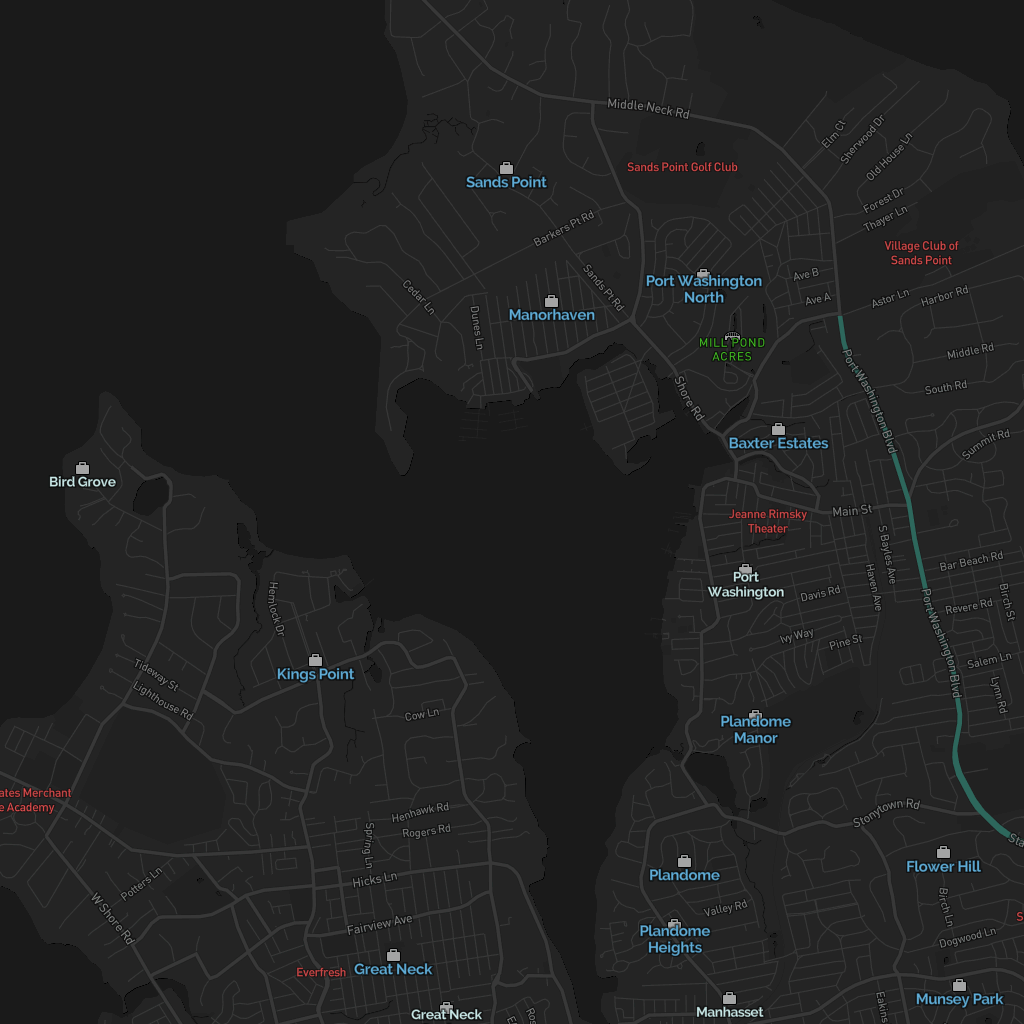 Middle Neck Rd
Elm Ct
Sherwood Dr
Old House Ln
Sands Point Golf Club
Sands Point
Forest Dr
Thayer Ln
Barkers Pt Rd
Village Club of
Sands Point
Sands Pt Rd
Cedar Ln
Dunes Ln
Port Washington
North
Ave B
Ave A
Astor Ln
Harbor Rd
Manorhaven
MILL POND
ACRES
Middle Rd
South Rd
Port Washington Blvd
Shore Rd
Baxter Estates
Summit Rd
Bird Grove
Jeanne Rimsky
Theater
Main St
S Bayles Ave
Haven Ave
Port
Washington
Davis Rd
Bar Beach Rd
Birch St
Revere Rd
Port Washington Blvd
Hemlock Dr
Ivy Way
Pine St
Salem Ln
Lynn Rd
Kings Point
Tideway St
Lighthouse Rd
Cow Ln
Plandome
Manor
ates Merchant
e Academy
Henhawk Rd
Rogers Rd
Spring Ln
Stonytown Rd
Sta
Hicks Ln
Potters Ln
W Shore Rd
Fairview Ave
Plandome
Flower Hill
Birch Ln
Valley Rd
Plandome
Heights
Dogwood Ln
S
Everfresh
Great Neck
Great Neck
Manhasset
Munsey Park
Eakins